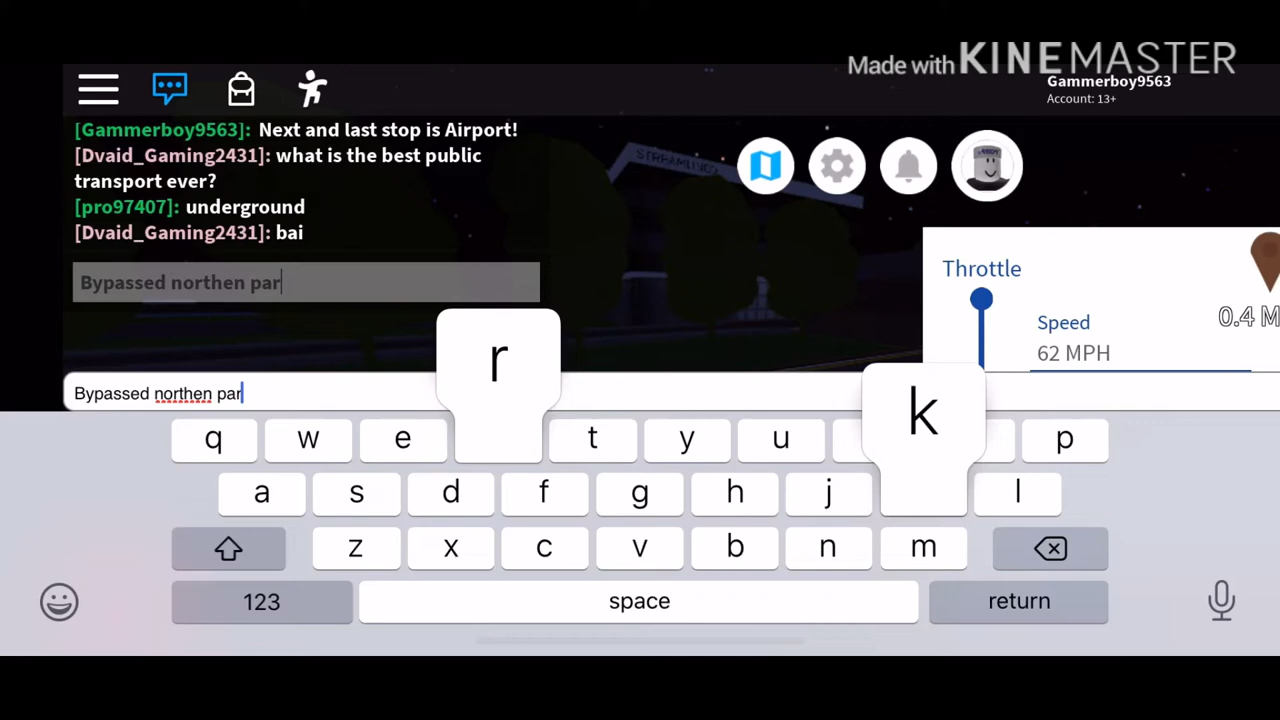 Made with KINEMASTER
Gammerboy9563
Account: 13+
[Gammerboy9563]: Next and last stop is Airport!
[Dvaid_Gaming2431]: what is the best public
transport ever?
[pro97407]: underground
[Dvaid_Gaming2431]: bai
Bypassed northen par
Throttle
Speed
62 MPH
0.4 M
Bypassed northen par
r
k
q w e t y u p
a s d f g h j l
z x c v b n m
123 space return